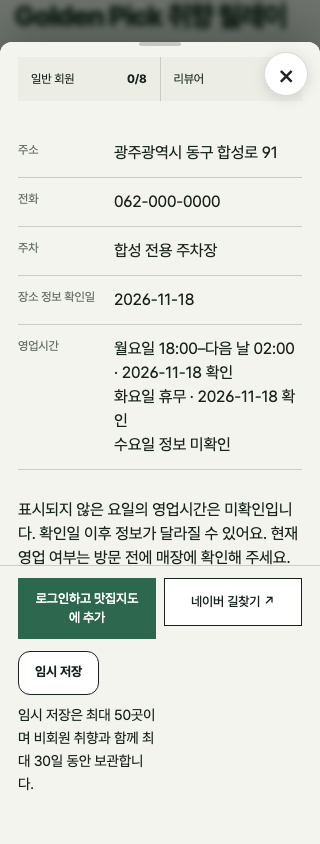 Golden Pick 취향 릴레이
일반 회원
0/8
리뷰어
×
주소
광주광역시 동구 합성로 91
전화
062-000-0000
주차
합성 전용 주차장
장소 정보 확인일
2026-11-18
영업시간
월요일 18:00–다음 날 02:00
· 2026-11-18 확인
화요일 휴무 · 2026-11-18 확
인
수요일 정보 미확인
표시되지 않은 요일의 영업시간은 미확인입니
다. 확인일 이후 정보가 달라질 수 있어요. 현재
영업 여부는 방문 전에 매장에 확인해 주세요.
로그인하고 맛집지도
에 추가
네이버 길찾기 ↗
임시 저장
임시 저장은 최대 50곳이
며 비회원 취향과 함께 최
대 30일 동안 보관합니
다.